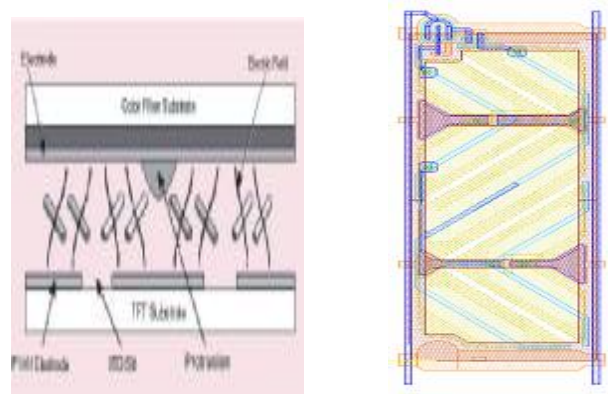 Electrode
Electric Field
Color Filter Substrate
TFT Substrate
Pixel Electrode
ITO Slit
Protrusion